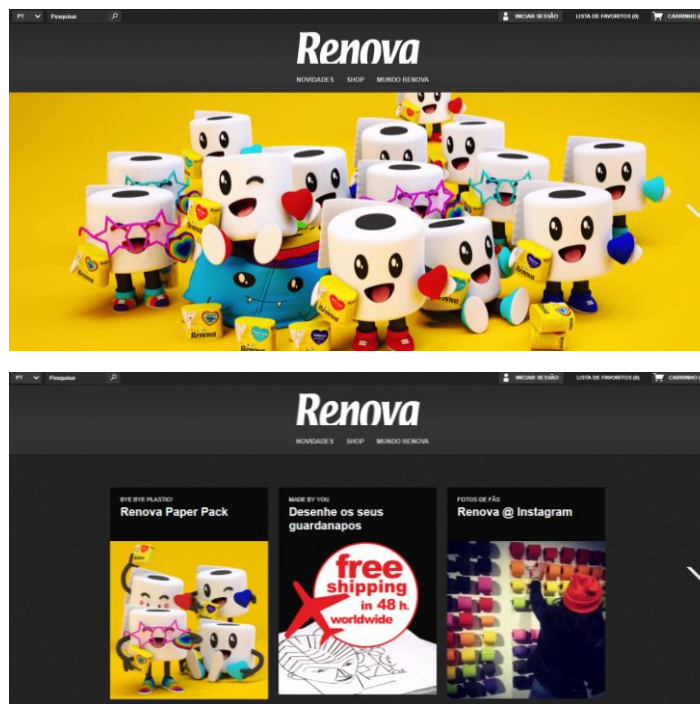 PT Pesquisar INICIAR SESSÃO LISTA DE FAVORITOS (0) CARRINHO
Renova
NOVIDADES SHOP MUNDO RENOVA
Renova
PT Pesquisar INICIAR SESSÃO LISTA DE FAVORITOS (0) CARRINHO
Renova
NOVIDADES SHOP MUNDO RENOVA
BYE BYE PLASTIC!
Renova Paper Pack
MADE BY YOU
Desenhe os seus
guardanapos
free
shipping
in 48 h.
worldwide
FOTOS DE FÃS
Renova @ Instagram